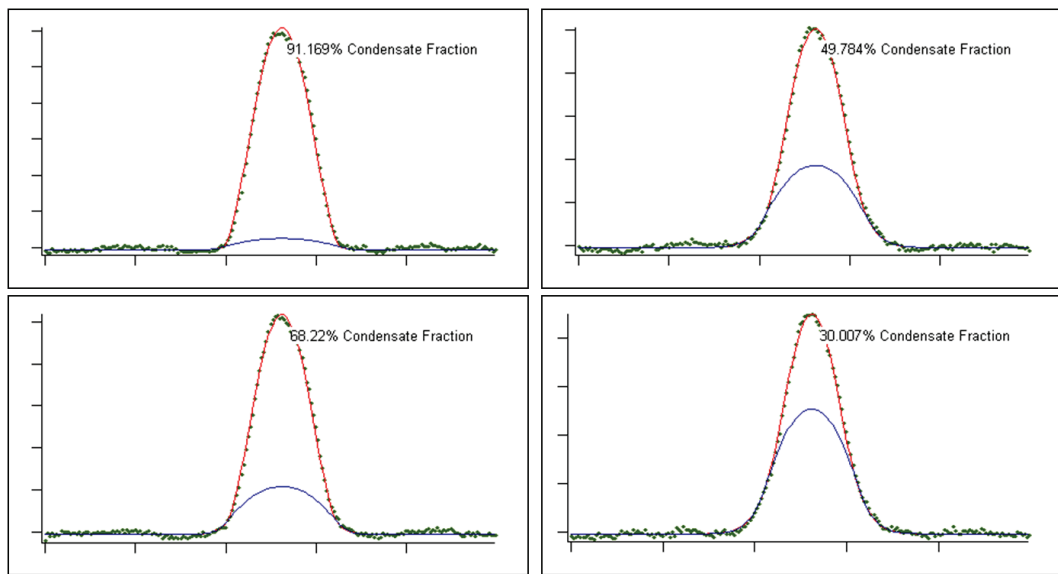 91.169% Condensate Fraction
49.784% Condensate Fraction
68.22% Condensate Fraction
30.007% Condensate Fraction